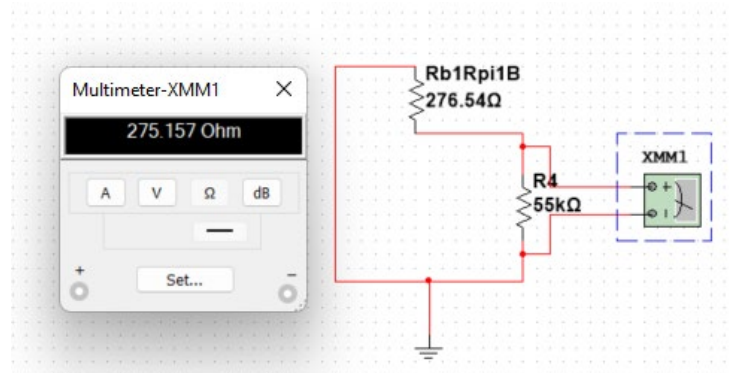 Multimeter-XMM1
275.157 Ohm
A V Ω dB
+ Set... −
Rb1Rpi1B
276.54Ω
R4
55kΩ
XMM1